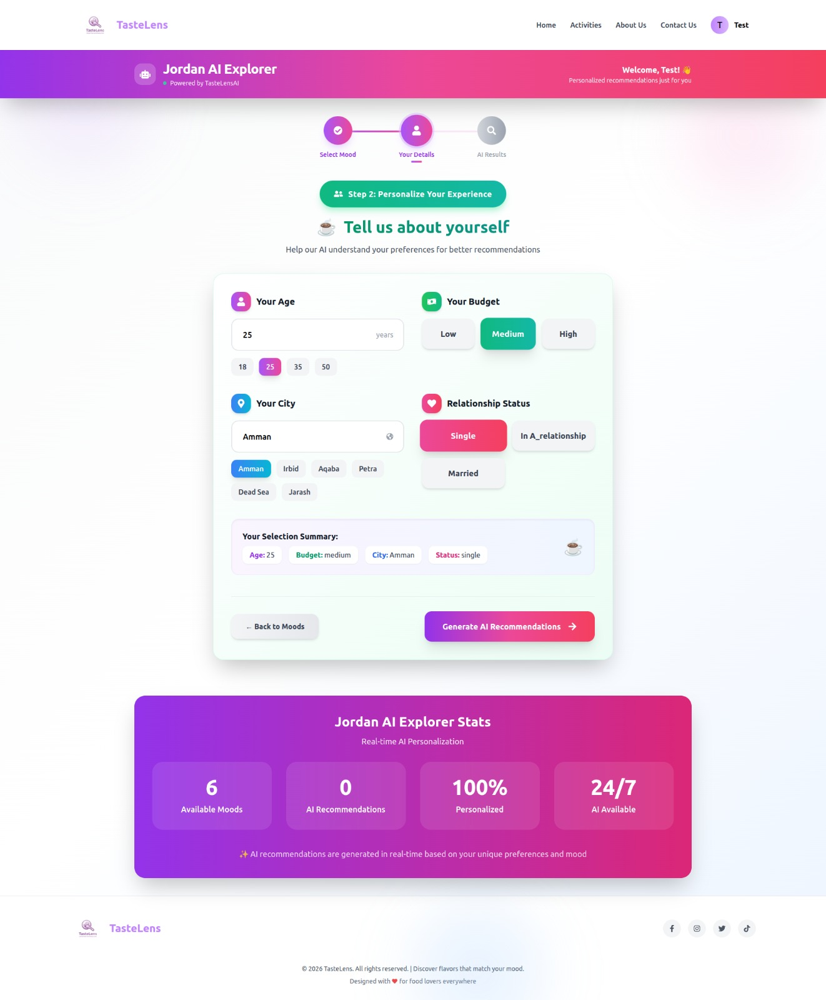 TasteLens
TasteLens
Home
Activities
About Us
Contact Us
T
Test
Jordan AI Explorer
Powered by TasteLensAI
Welcome, Test! 👋
Personalized recommendations just for you
Select Mood
Your Details
AI Results
Step 2: Personalize Your Experience
☕ Tell us about yourself
Help our AI understand your preferences for better recommendations
Your Age
25
years
18
25
35
50
Your Budget
Low
Medium
High
Your City
Amman
Amman
Irbid
Aqaba
Petra
Dead Sea
Jarash
Relationship Status
Single
In A_relationship
Married
Your Selection Summary:
Age: 25
Budget: medium
City: Amman
Status: single
← Back to Moods
Generate AI Recommendations →
Jordan AI Explorer Stats
Real-time AI Personalization
6
Available Moods
0
AI Recommendations
100%
Personalized
24/7
AI Available
✨ AI recommendations are generated in real-time based on your unique preferences and mood
TasteLens
TasteLens
© 2026 TasteLens. All rights reserved. | Discover flavors that match your mood.
Designed with ❤ for food lovers everywhere